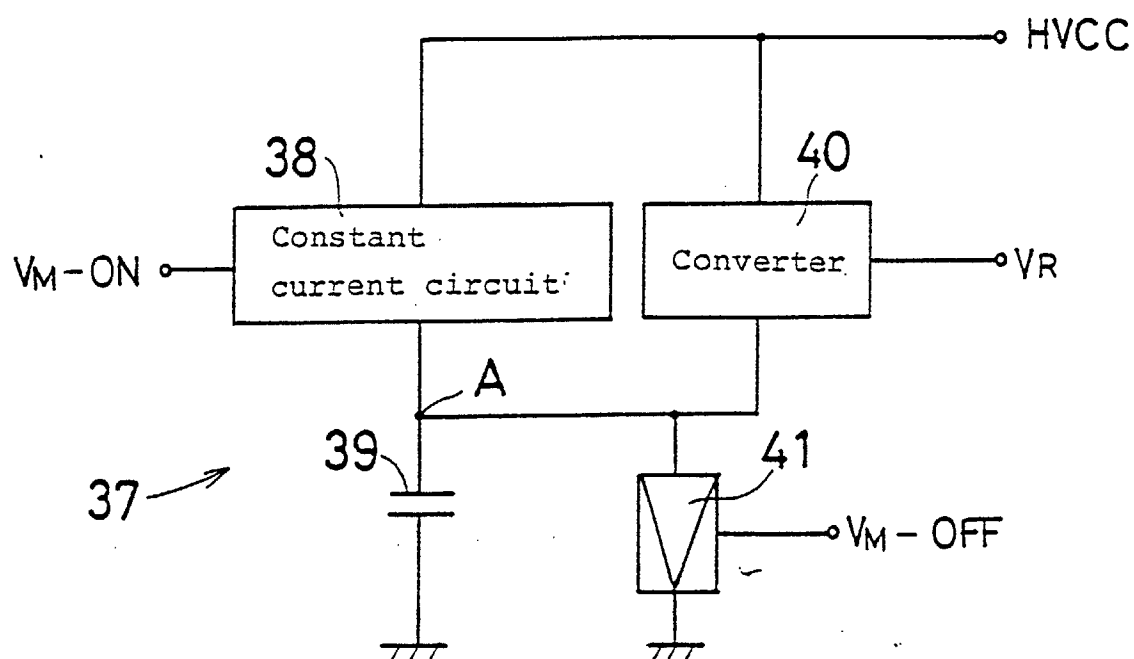 HVCC
38
40
Constant
current circuit
Converter
VM-ON
VR
A
39
41
37
VM-OFF